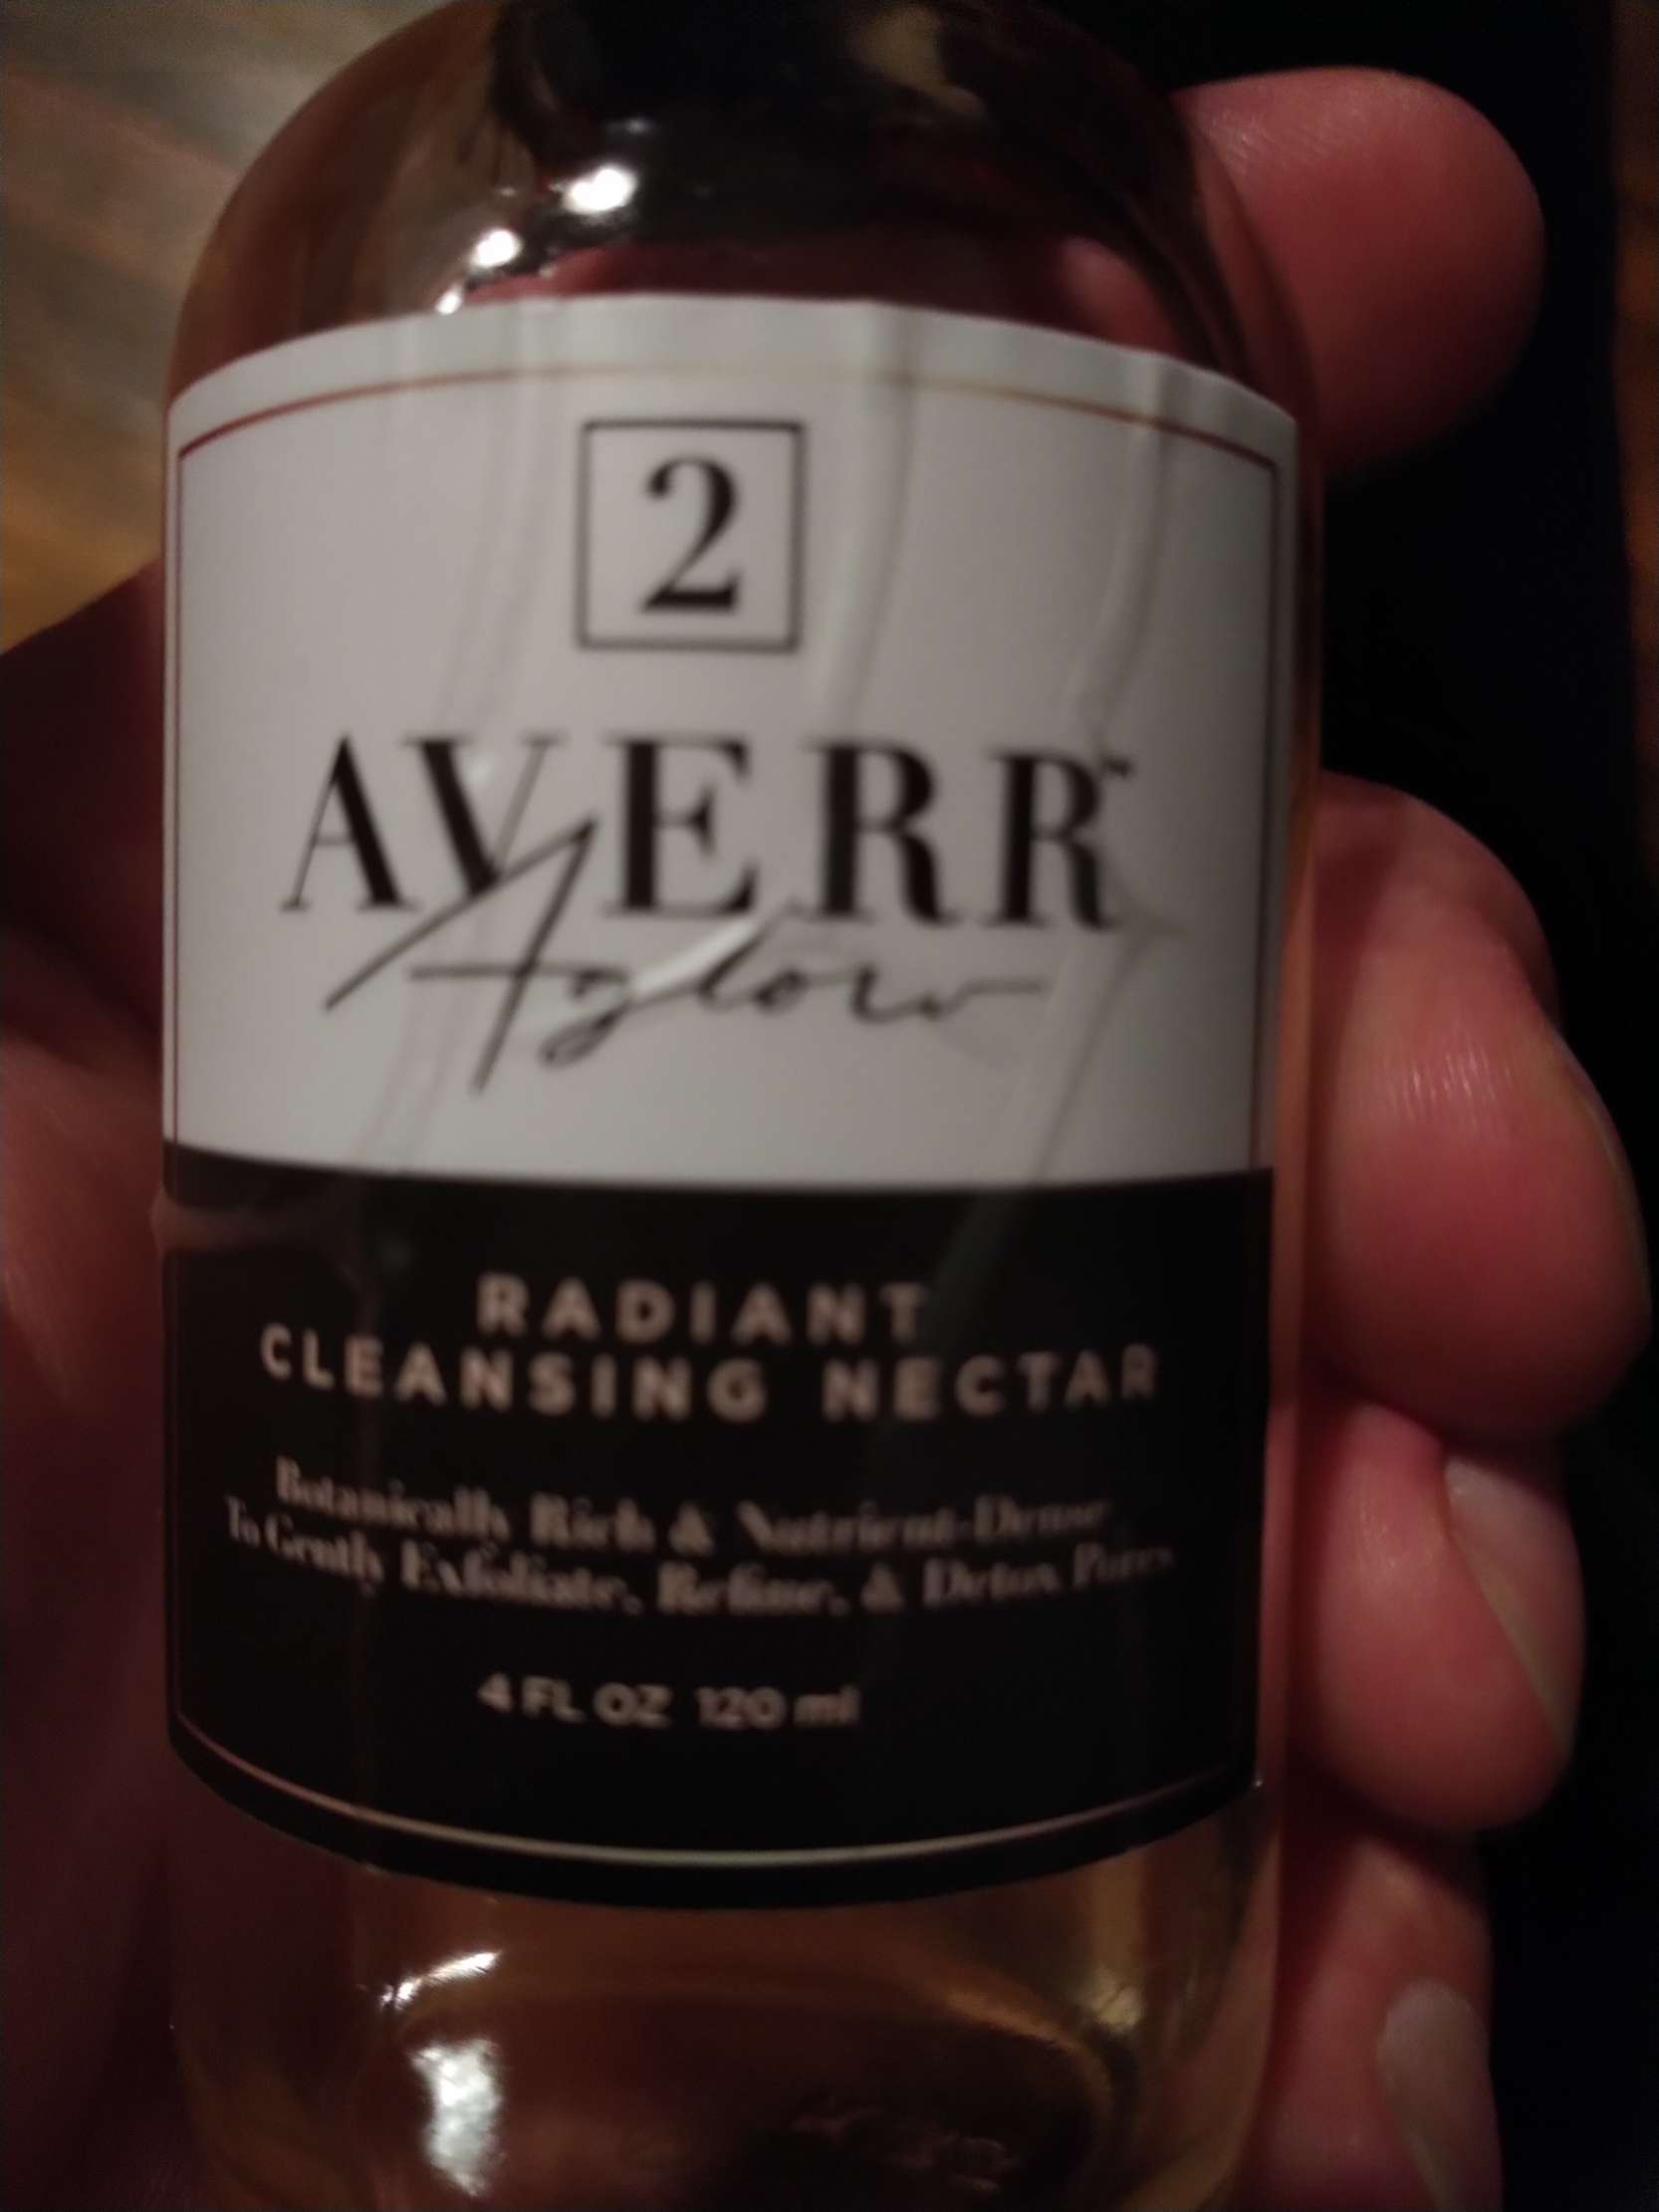 2
AVERR™
Aglow
RADIANT
CLEANSING NECTAR
Botanically Rich & Nutrient-Dense
To Gently Exfoliate, Refine, & Detox Pores
4 FL OZ 120 ml